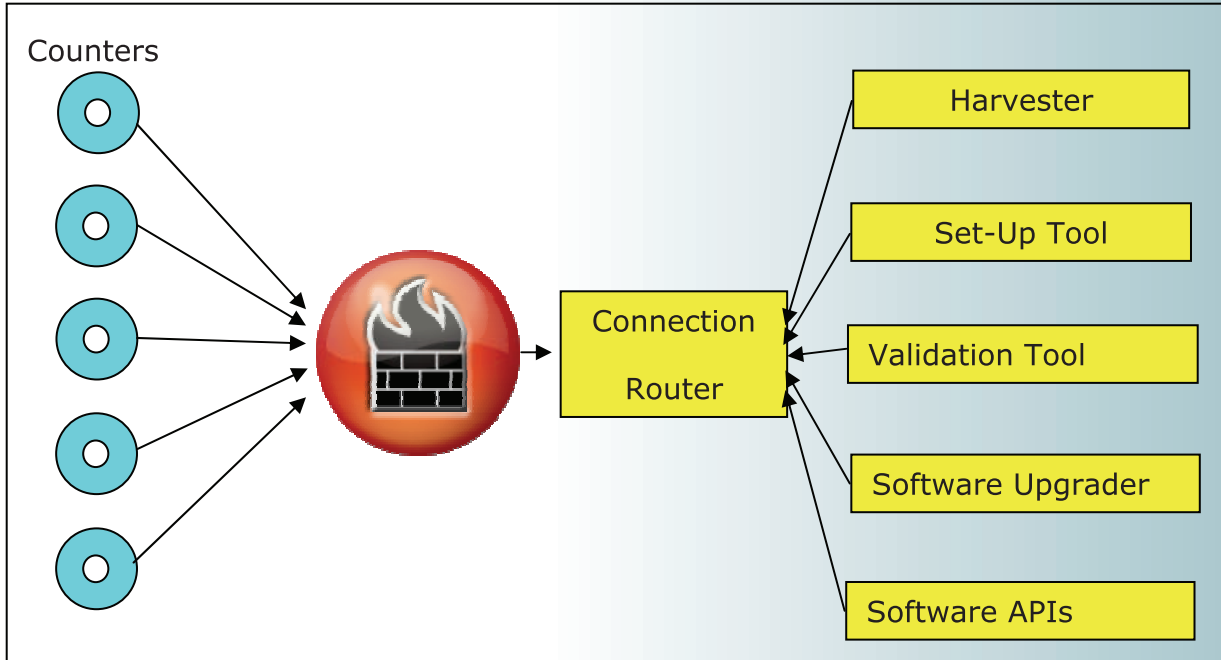 Counters
Harvester
Set-Up Tool
Connection
Router
Validation Tool
Software Upgrader
Software APIs